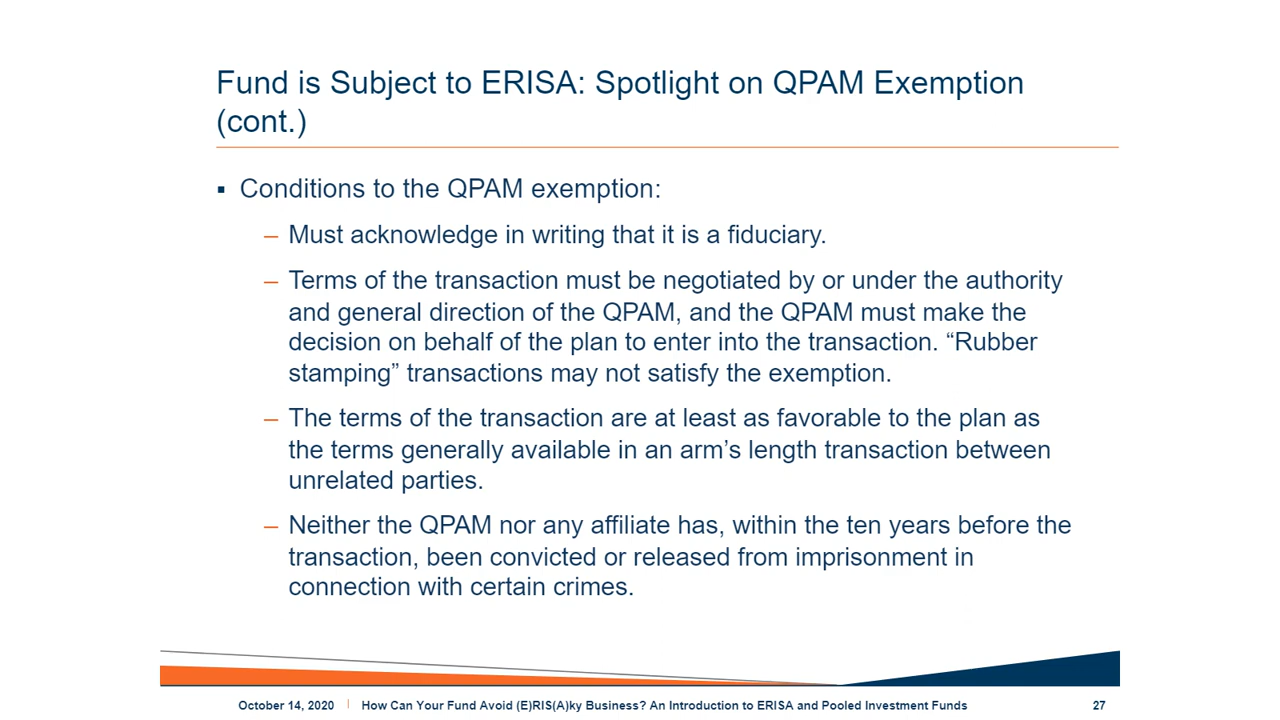 Fund is Subject to ERISA: Spotlight on QPAM Exemption
(cont.)
▪ Conditions to the QPAM exemption:
– Must acknowledge in writing that it is a fiduciary.
– Terms of the transaction must be negotiated by or under the authority
and general direction of the QPAM, and the QPAM must make the
decision on behalf of the plan to enter into the transaction. “Rubber
stamping” transactions may not satisfy the exemption.
– The terms of the transaction are at least as favorable to the plan as
the terms generally available in an arm’s length transaction between
unrelated parties.
– Neither the QPAM nor any affiliate has, within the ten years before the
transaction, been convicted or released from imprisonment in
connection with certain crimes.
October 14, 2020 | How Can Your Fund Avoid (E)RIS(A)ky Business? An Introduction to ERISA and Pooled Investment Funds 27